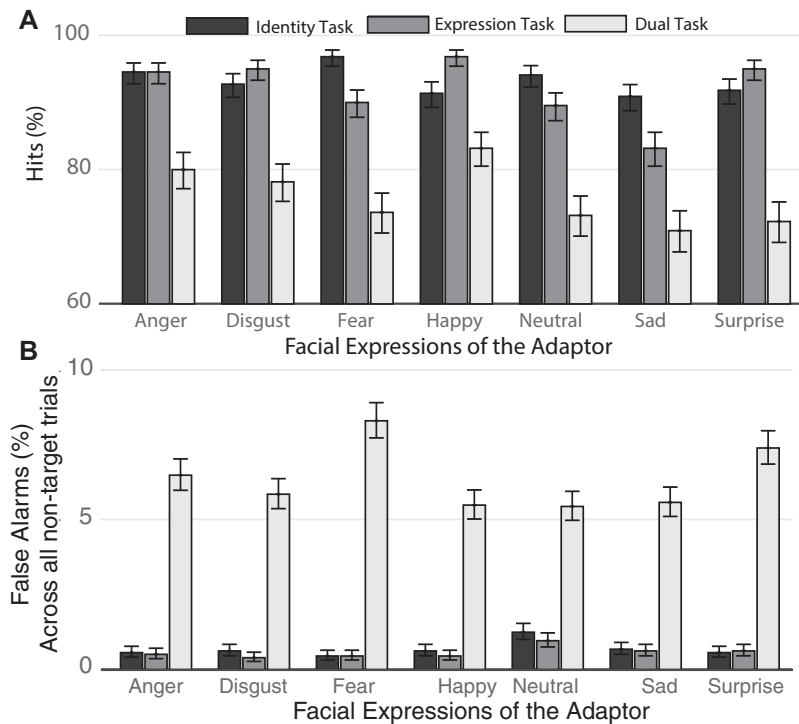 A
Identity Task Expression Task Dual Task
100
80
60
Hits (%)
Anger Disgust Fear Happy Neutral Sad Surprise
Facial Expressions of the Adaptor
B
10
5
0
False Alarms (%)
Across all non-target trials
Anger Disgust Fear Happy Neutral Sad Surprise
Facial Expressions of the Adaptor